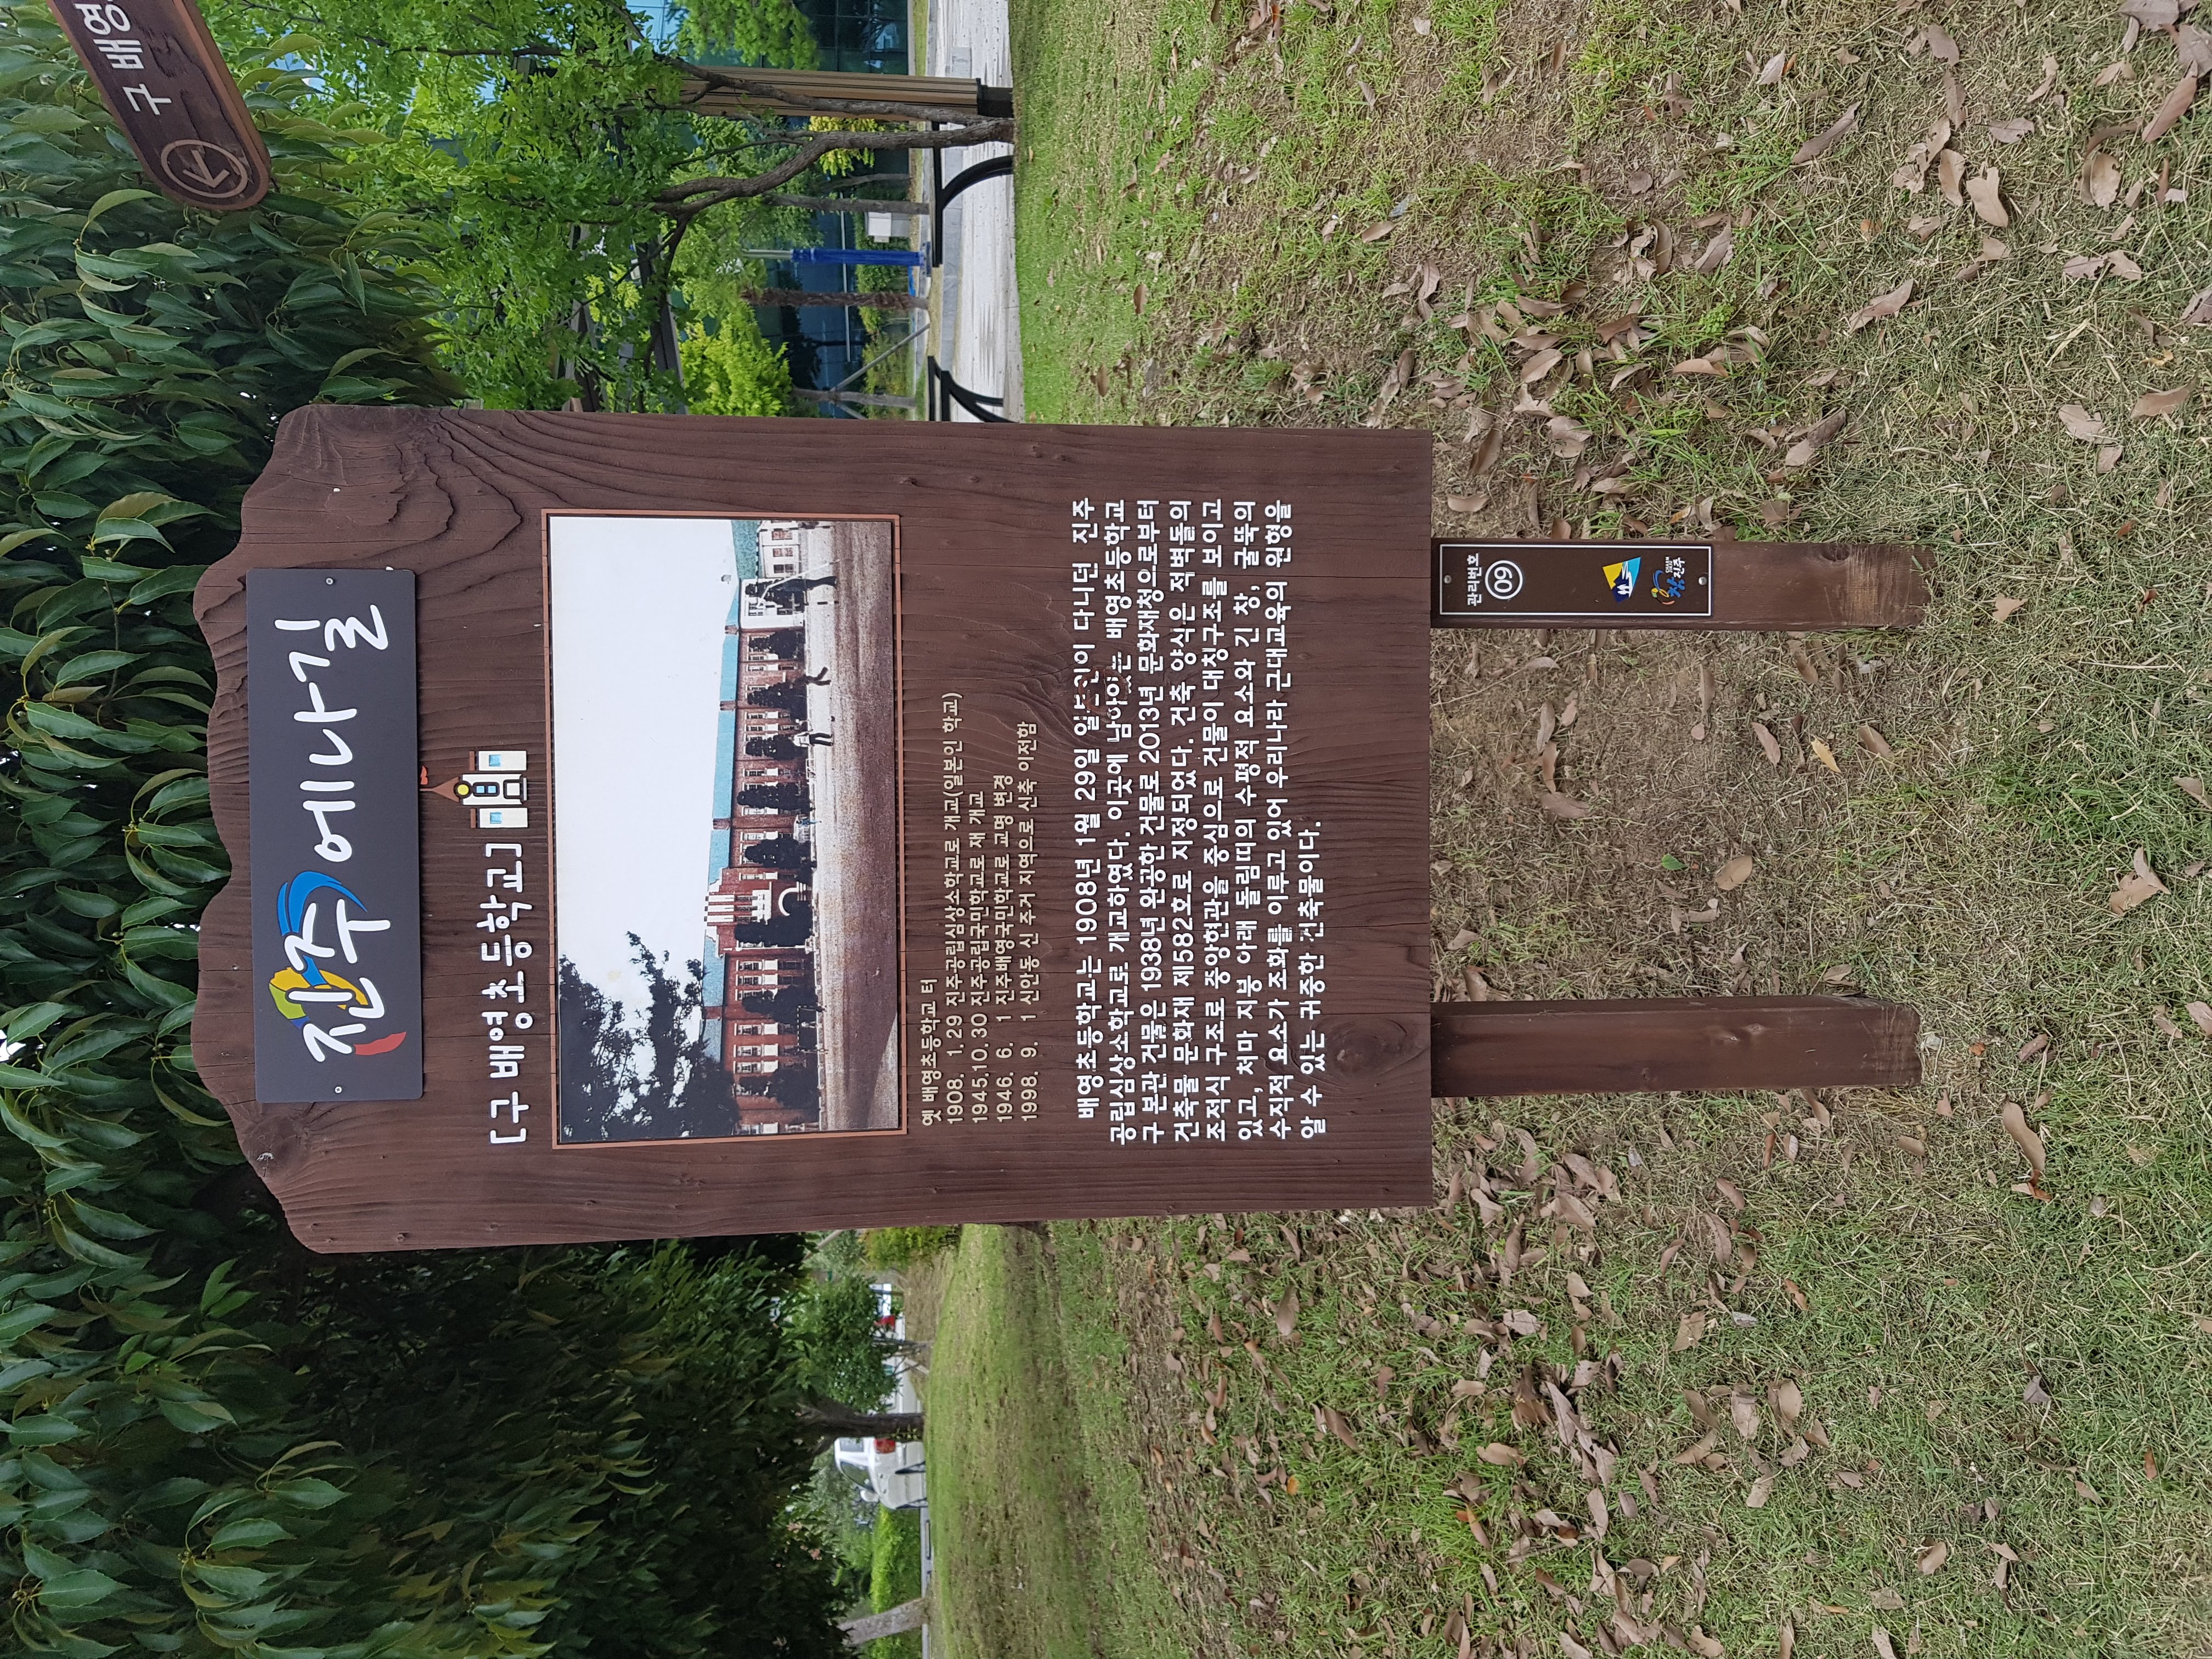 진주에나길
[구 배영초등학교]
옛 배영초등학교 터
1908. 1. 29 진주공립심상소학교로 개교(일본인 학교)
1945.10.30 진주공립국민학교로 재 개교
1946. 6. 1 진주배영국민학교로 교명 변경
1998. 9. 1 신안동 신 주거 지역으로 신축 이전함
배영초등학교는 1908년 1월 29일 일본인이 다니던 진주
공립심상소학교로 개교하였다. 이곳에 남아있는 배영초등학교
구 본관 건물은 1938년 완공한 건물로 2013년 문화재청으로부터
건축물 문화재 제582호로 지정되었다. 건축 양식은 적벽돌의
조적식 구조로 중앙현관을 중심으로 건물이 대칭구조를 보이고
있고, 처마 지붕 아래 돌림띠의 수평적 요소와 긴 창, 굴뚝의
수직적 요소가 조화를 이루고 있어 우리나라 근대교육의 원형을
알 수 있는 귀중한 건축물이다.
관리번호
09
참진주
구 배영